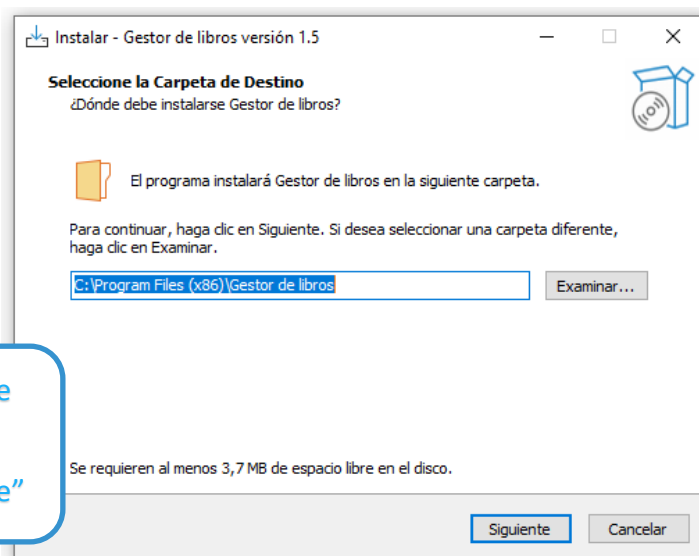 Instalar - Gestor de libros versión 1.5
Seleccione la Carpeta de Destino
¿Dónde debe instalarse Gestor de libros?
El programa instalará Gestor de libros en la siguiente carpeta.
Para continuar, haga clic en Siguiente. Si desea seleccionar una carpeta diferente,
haga clic en Examinar.
C:\Program Files (x86)\Gestor de libros
Examinar...
Se requieren al menos 3,7 MB de espacio libre en el disco.
Siguiente
Cancelar